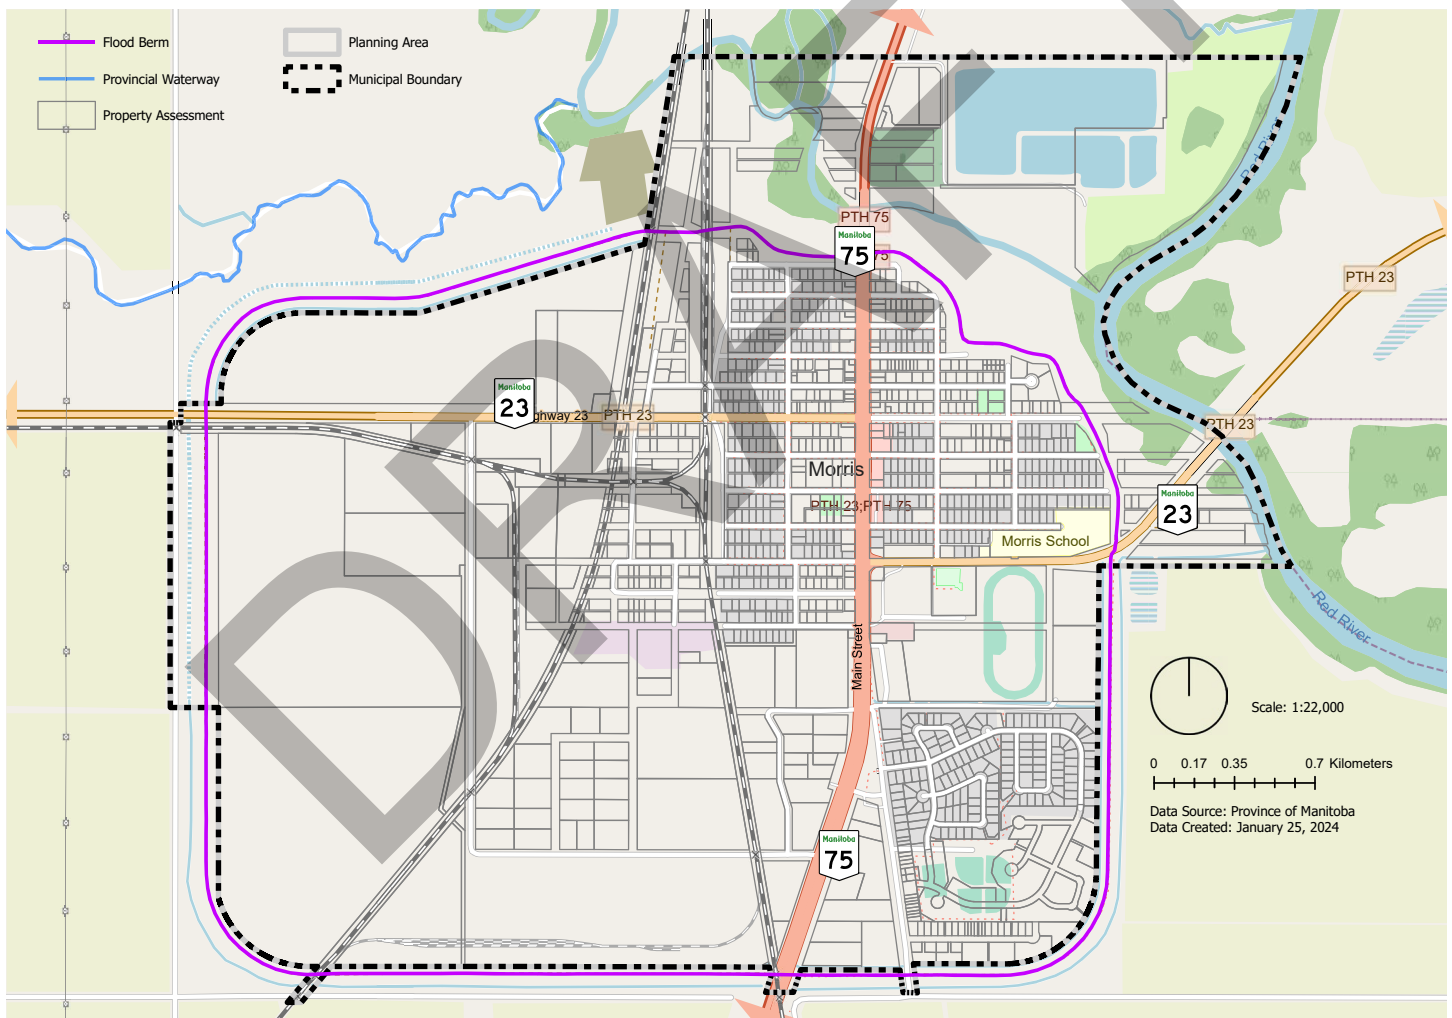 Flood Berm
Planning Area
Provincial Waterway
Municipal Boundary
Property Assessment
DRAFT
Red River
PTH 75
Manitoba
75
75
PTH 23
Manitoba
23
ghway 23
PTH 23
PTH 23
Morris
PTH 23;PTH 75
Manitoba
23
Morris School
Red River
Main Street
Scale: 1:22,000
0 0.17 0.35 0.7 Kilometers
Data Source: Province of Manitoba
Data Created: January 25, 2024
Manitoba
75